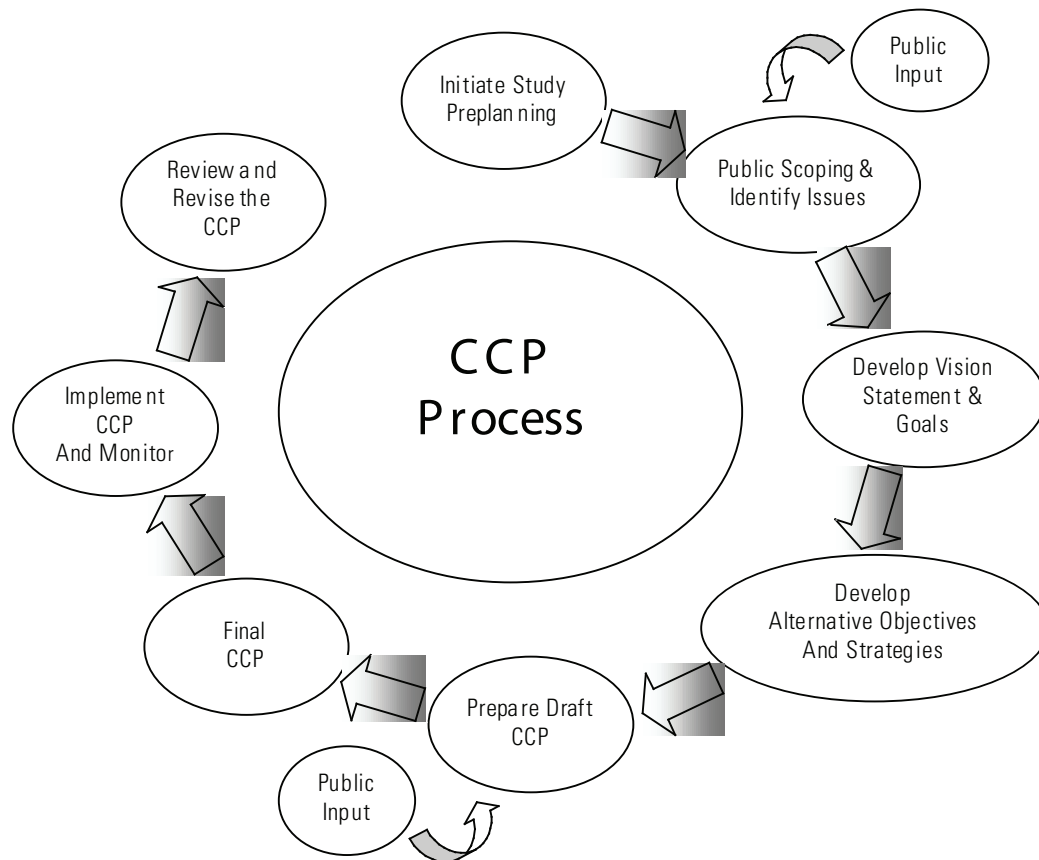 Initiate Study
Preplanning
Public
Input
Public Scoping &
Identify Issues
Develop Vision
Statement &
Goals
Develop
Alternative Objectives
And Strategies
Prepare Draft
CCP
Public
Input
Final
CCP
Implement
CCP
And Monitor
Review and
Revise the
CCP
CCP
Process